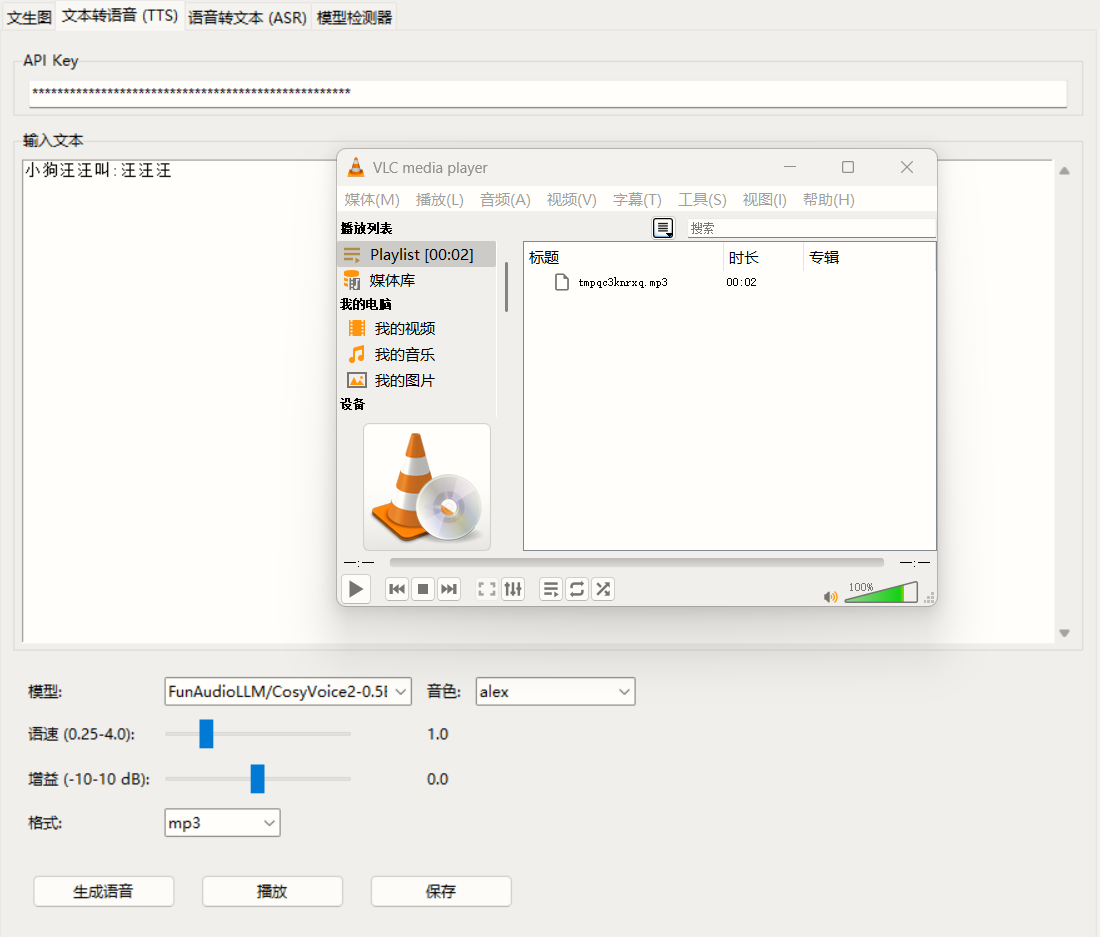 文生图 文本转语音 (TTS) 语音转文本 (ASR) 模型检测器
API Key
***************************************************
输入文本
小狗汪汪叫:汪汪汪
VLC media player
媒体(M) 播放(L) 音频(A) 视频(V) 字幕(T) 工具(S) 视图(I) 帮助(H)
播放列表
搜索
Playlist [00:02]
媒体库
我的电脑
我的视频
我的音乐
我的图片
设备
标题 时长 专辑
tmpqc3knrxq.mp3 00:02
--:-- --:--
100%
模型: FunAudioLLM/CosyVoice2-0.5B 音色: alex
语速 (0.25-4.0): 1.0
增益 (-10-10 dB): 0.0
格式: mp3
生成语音 播放 保存